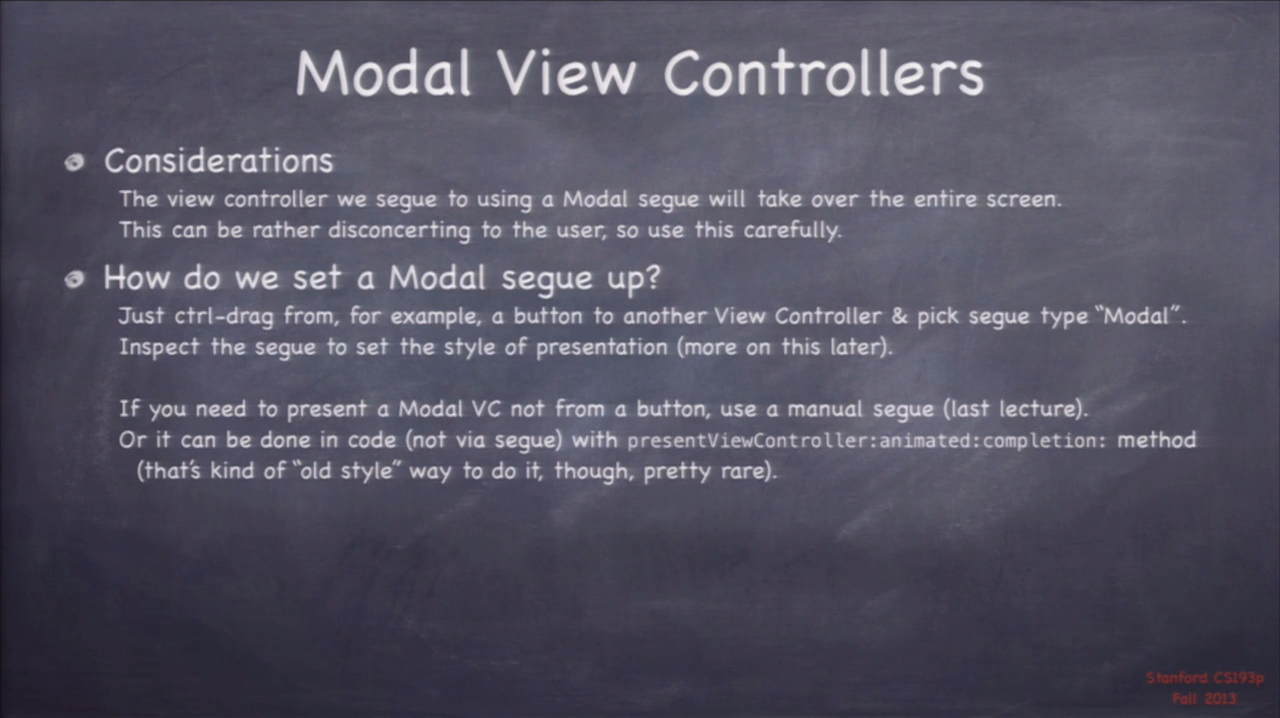 Modal View Controllers
Considerations
The view controller we segue to using a Modal segue will take over the entire screen.
This can be rather disconcerting to the user, so use this carefully.
How do we set a Modal segue up?
Just ctrl-drag from, for example, a button to another View Controller & pick segue type “Modal”.
Inspect the segue to set the style of presentation (more on this later).
If you need to present a Modal VC not from a button, use a manual segue (last lecture).
Or it can be done in code (not via segue) with presentViewController:animated:completion: method
(that’s kind of “old style” way to do it, though, pretty rare).
Stanford CS193p
Fall 2013